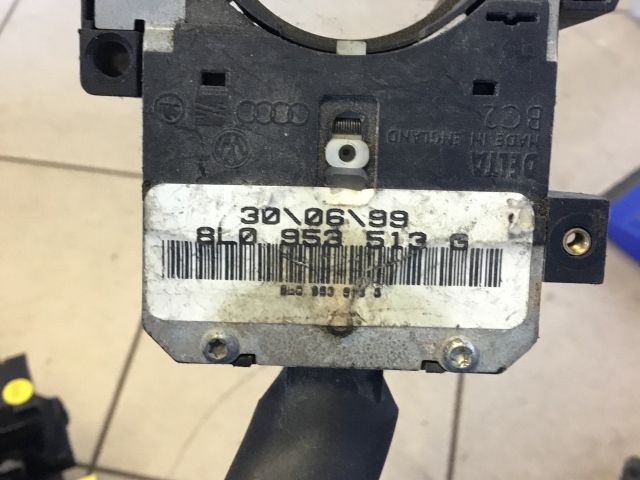 BC2
MADE IN ENGLAND
DELTA
30\06\99
8L0 953 513 G
8L0 953 513 G